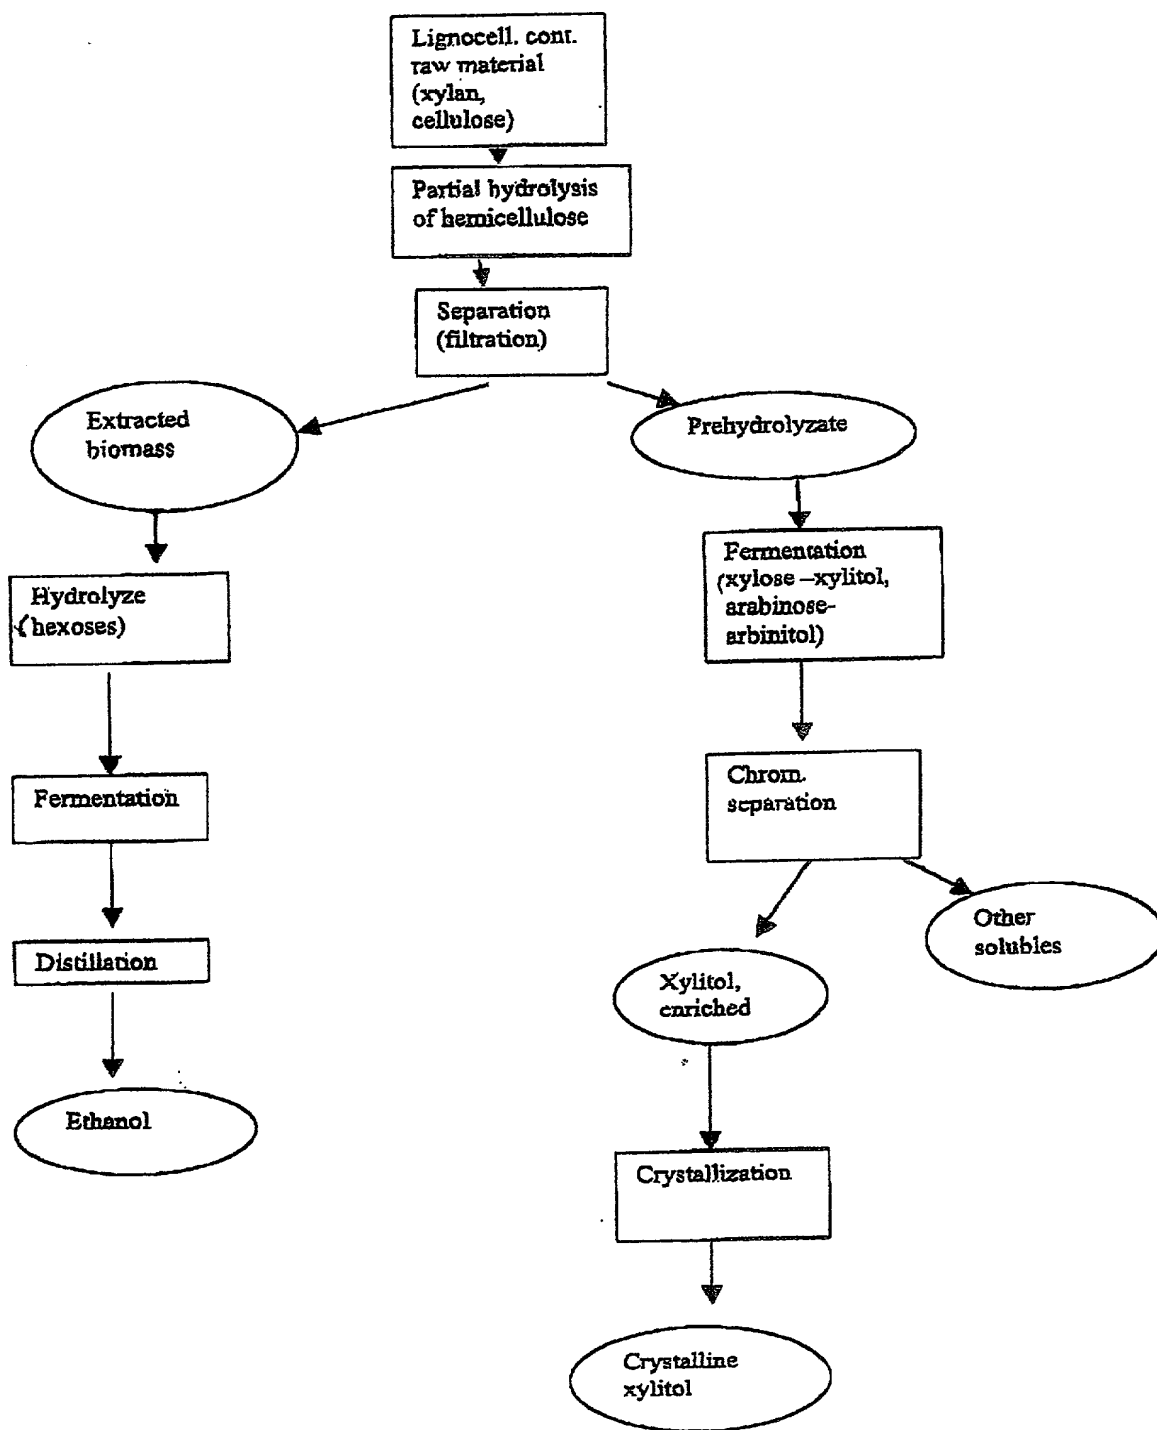 Lignocell. cont.
raw material
(xylan,
cellulose)
Partial hydrolysis
of hemicellulose
Separation
(filtration)
Extracted
biomass
Prehydrolyzate
Hydrolyze
(hexoses)
Fermentation
(xylose –xylitol,
arabinose-
arbinitol)
Fermentation
Chrom.
separation
Distillation
Other
solubles
Xylitol,
enriched
Ethanol
Crystallization
Crystalline
xylitol